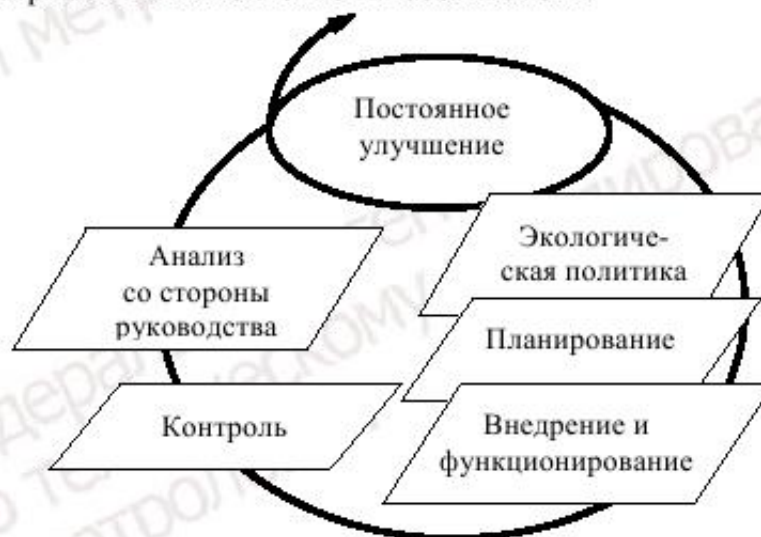 Постоянное
улучшение
Экологиче-
ская политика
Планирование
Внедрение и
функционирование
Контроль
Анализ
со стороны
руководства